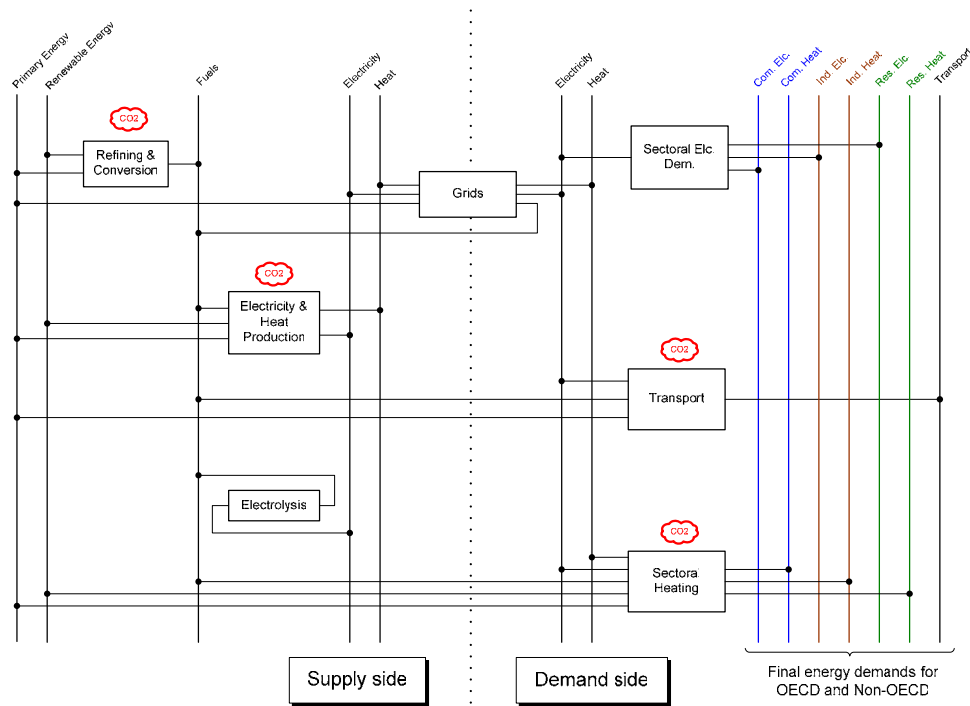 Primary Energy
Renewable Energy
Fuels
Electricity
Heat
Electricity
Heat
Com. Elc.
Com. Heat
Ind. Elc.
Ind. Heat
Res. Elc.
Res. Heat
Transport
CO2
Refining &
Conversion
Sectoral Elc.
Dem.
Grids
CO2
Electricity &
Heat
Production
CO2
Transport
Electrolysis
CO2
Sectoral
Heating
Supply side
Demand side
Final energy demands for
OECD and Non-OECD